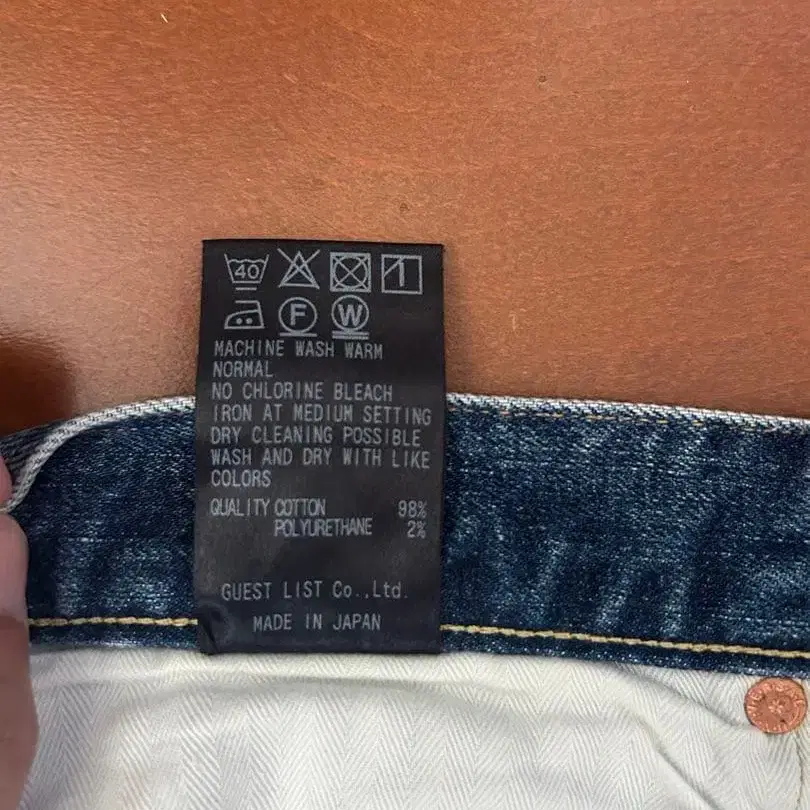 40
F W
MACHINE WASH WARM
NORMAL
NO CHLORINE BLEACH
IRON AT MEDIUM SETTING
DRY CLEANING POSSIBLE
WASH AND DRY WITH LIKE
COLORS
QUALITY COTTON 98%
POLYURETHANE 2%
GUEST LIST Co.,Ltd.
MADE IN JAPAN